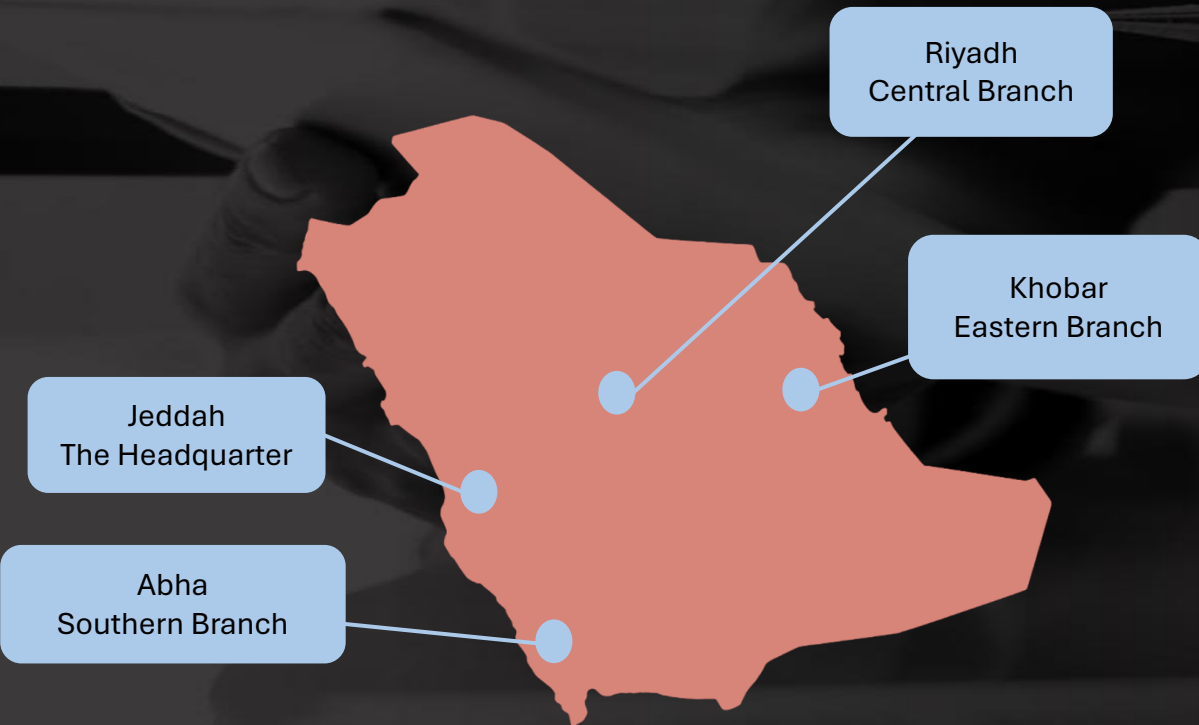 Riyadh
Central Branch
Khobar
Eastern Branch
Jeddah
The Headquarter
Abha
Southern Branch